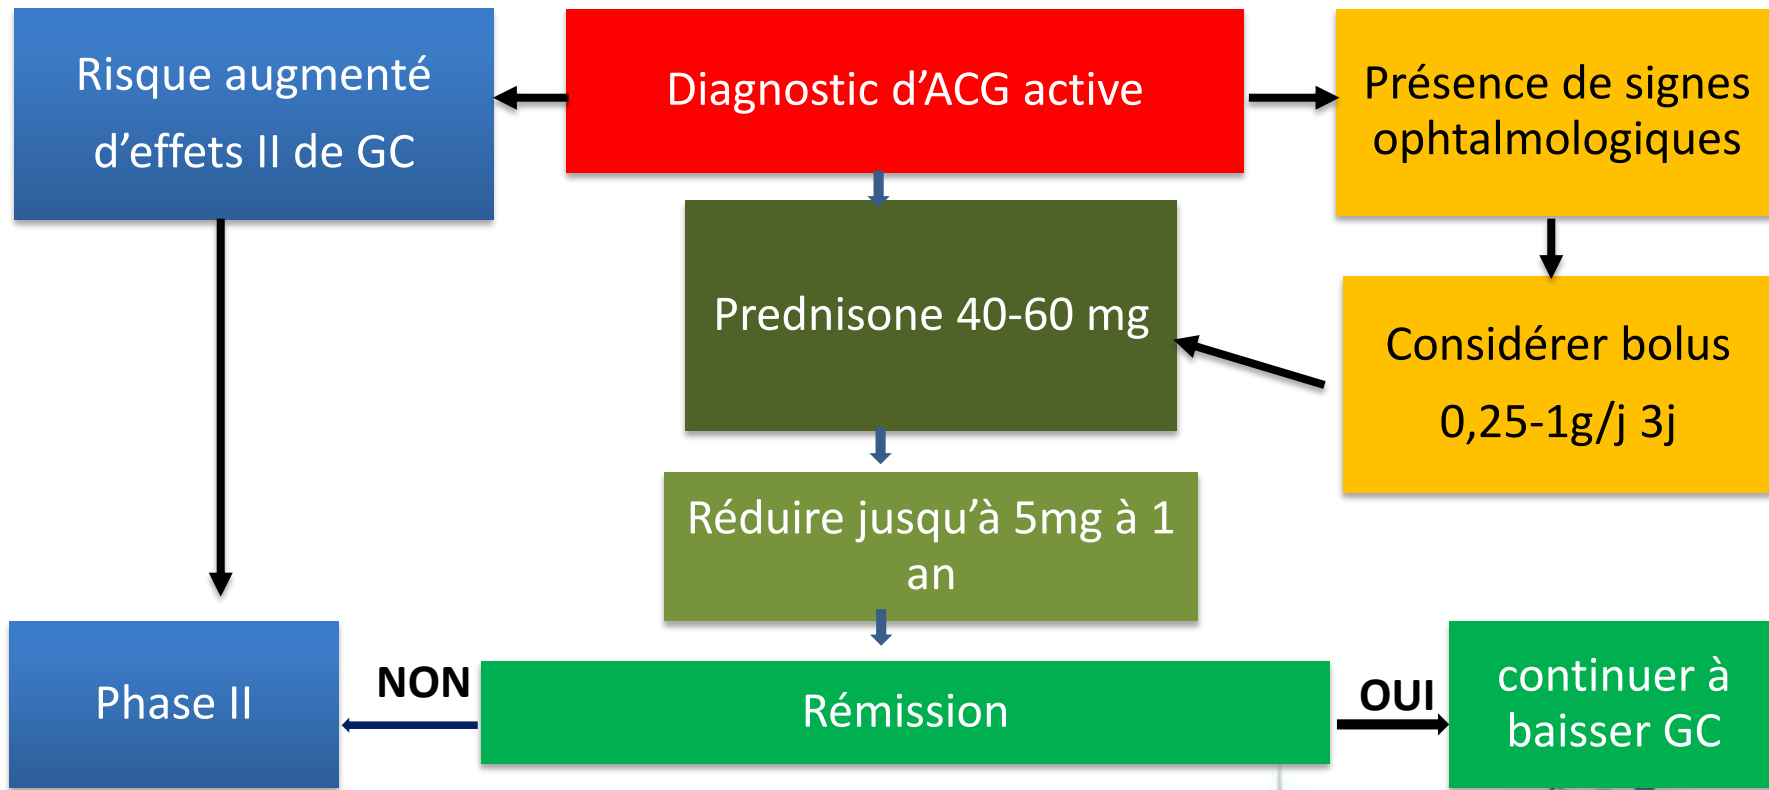 Risque augmenté
d’effets II de GC
Diagnostic d’ACG active
Présence de signes
ophtalmologiques
Prednisone 40-60 mg
Considérer bolus
0,25-1g/j 3j
Réduire jusqu’à 5mg à 1
an
Phase II
NON
Rémission
OUI
continuer à
baisser GC